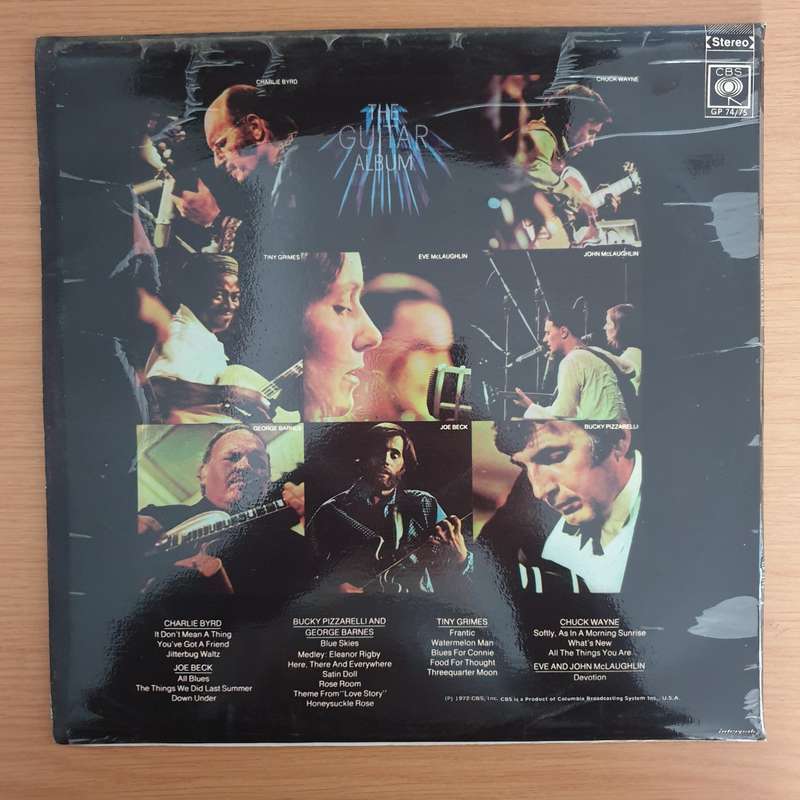 Stereo
CBS
GP 74/75
CHARLIE BYRD
CHUCK WAYNE
THE
GUITAR
ALBUM
TINY GRIMES
EVE McLAUGHLIN
JOHN McLAUGHLIN
GEORGE BARNES
JOE BECK
BUCKY PIZZARELLI
CHARLIE BYRD
It Don't Mean A Thing
You've Got A Friend
Jitterbug Waltz
JOE BECK
All Blues
The Things We Did Last Summer
Down Under
BUCKY PIZZARELLI AND
GEORGE BARNES
Blue Skies
Medley: Eleanor Rigby
Here, There And Everywhere
Satin Doll
Rose Room
Theme From "Love Story"
Honeysuckle Rose
TINY GRIMES
Frantic
Watermelon Man
Blues For Connie
Food For Thought
Threequarter Moon
CHUCK WAYNE
Softly, As In A Morning Sunrise
What's New
All The Things You Are
EVE AND JOHN McLAUGHLIN
Devotion
(P) 1972 CBS, Inc. CBS is a Product of Columbia Broadcasting System Inc., U.S.A.